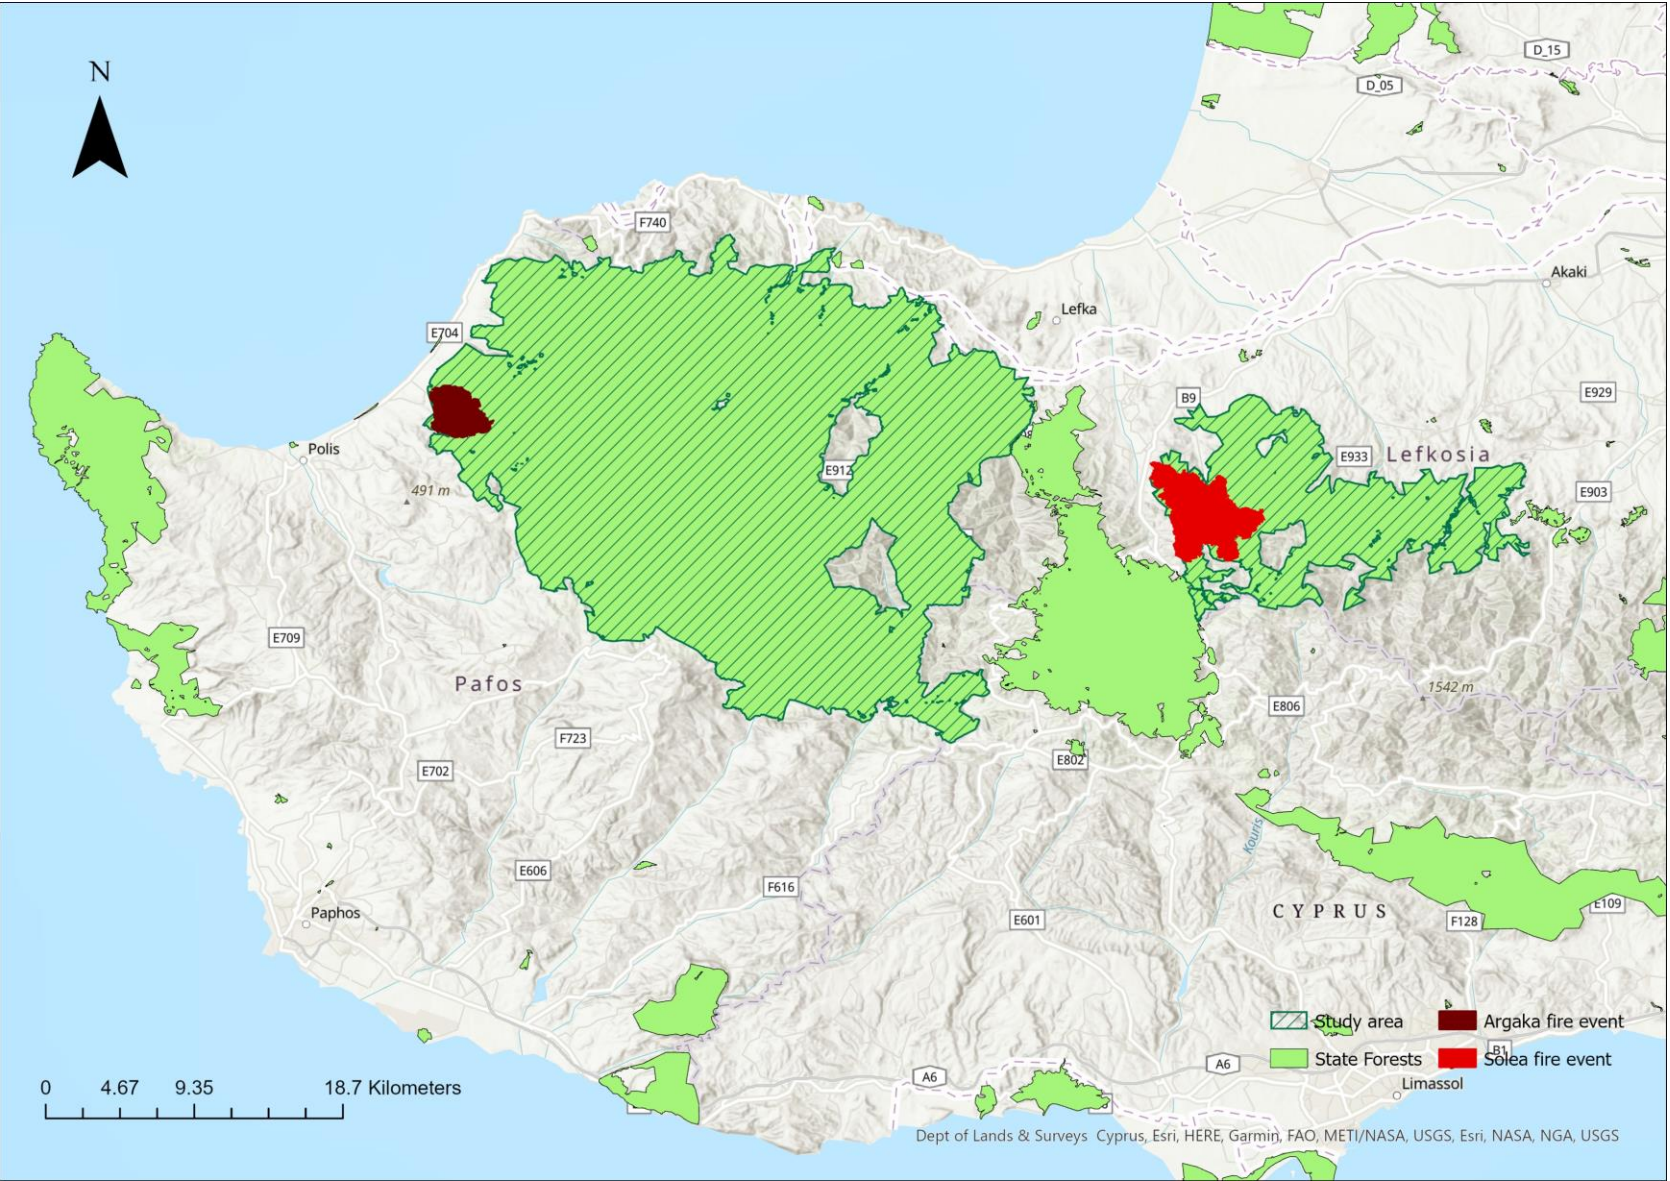 N
D_15
D_05
F740
Akaki
Lefka
E704
E929
B9
Polis
E933
Lefkosia
E912
491 m
E903
E709
Pafos
1542 m
E806
F723
E802
E702
Kouris
E606
F616
CYPRUS
E109
Paphos
E601
F128
Study area
Argaka fire event
State Forests
Solea fire event
B1
A6
A6
Limassol
0 4.67 9.35 18.7 Kilometers
Dept of Lands & Surveys Cyprus, Esri, HERE, Garmin, FAO, METI/NASA, USGS, Esri, NASA, NGA, USGS